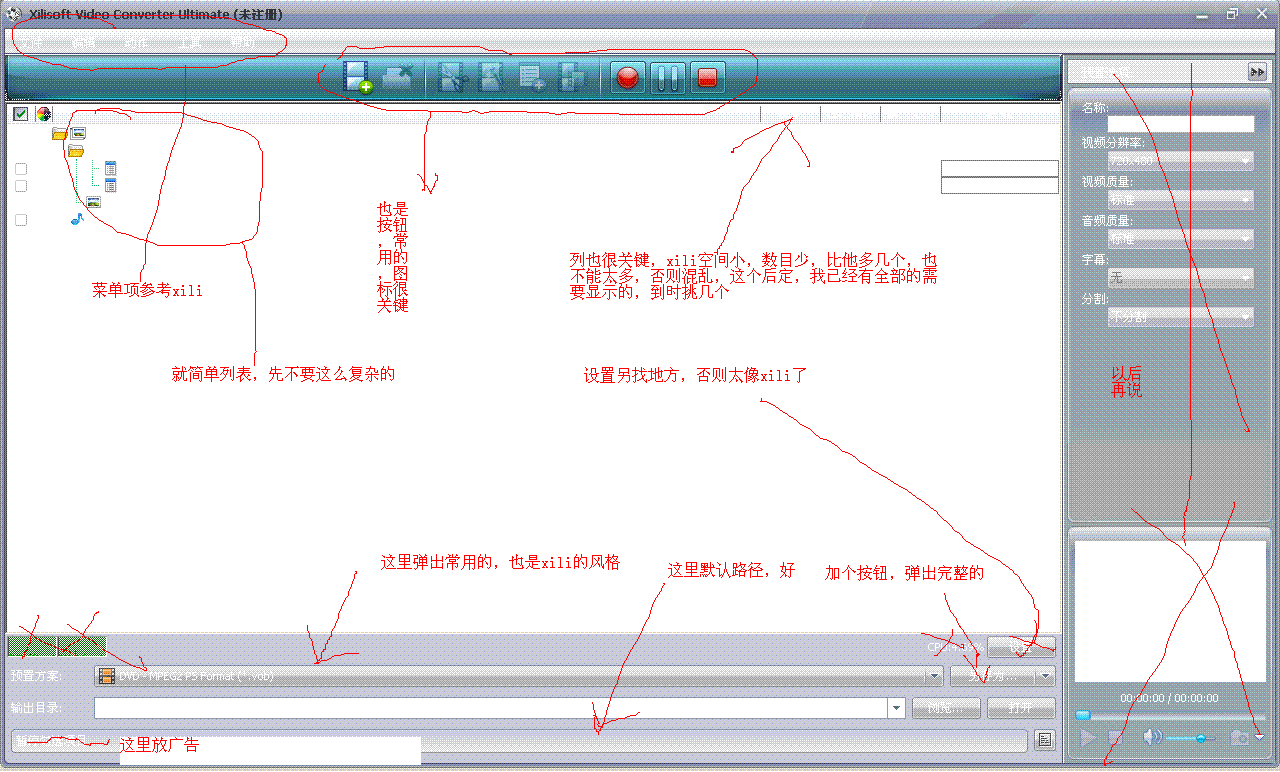 Xilisoft Video Converter Ultimate (未注册)
文件 编辑 动作 工具 帮助
名称:
视频分辨率:
720x480
视频质量:
标准
音频质量:
标准
字幕:
无
分割:
不分割
也是
按钮
，常
用的
，图
标很
关键
列也很关键，xili空间小，数目少，比他多几个，也
不能太多，否则混乱，这个后定，我已经有全部的需
要显示的，到时挑几个
菜单项参考xili
就简单列表，先不要这么复杂的
设置另找地方，否则太像xili了
以后
再说
这里弹出常用的，也是xili的风格
这里默认路径，好
加个按钮，弹出完整的
预置方案:
DVD - MPEG2 PS Format (*.vob)
另存为...
输出目录:
浏览...
打开
00:00:00 / 00:00:00
这里放广告